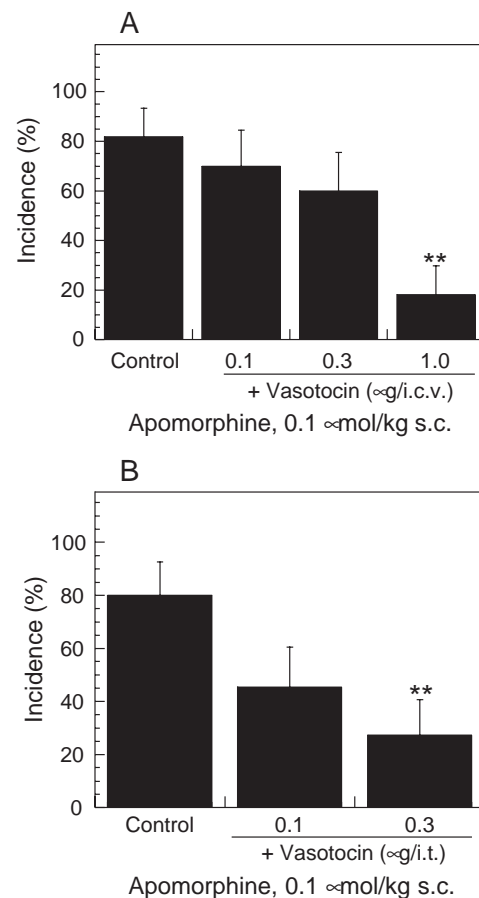 A
Incidence (%)
100
80
60
40
20
0
**
Control 0.1 0.3 1.0
+ Vasotocin (∝g/i.c.v.)
Apomorphine, 0.1 ∝mol/kg s.c.
B
Incidence (%)
100
80
60
40
20
0
**
Control 0.1 0.3
+ Vasotocin (∝g/i.t.)
Apomorphine, 0.1 ∝mol/kg s.c.